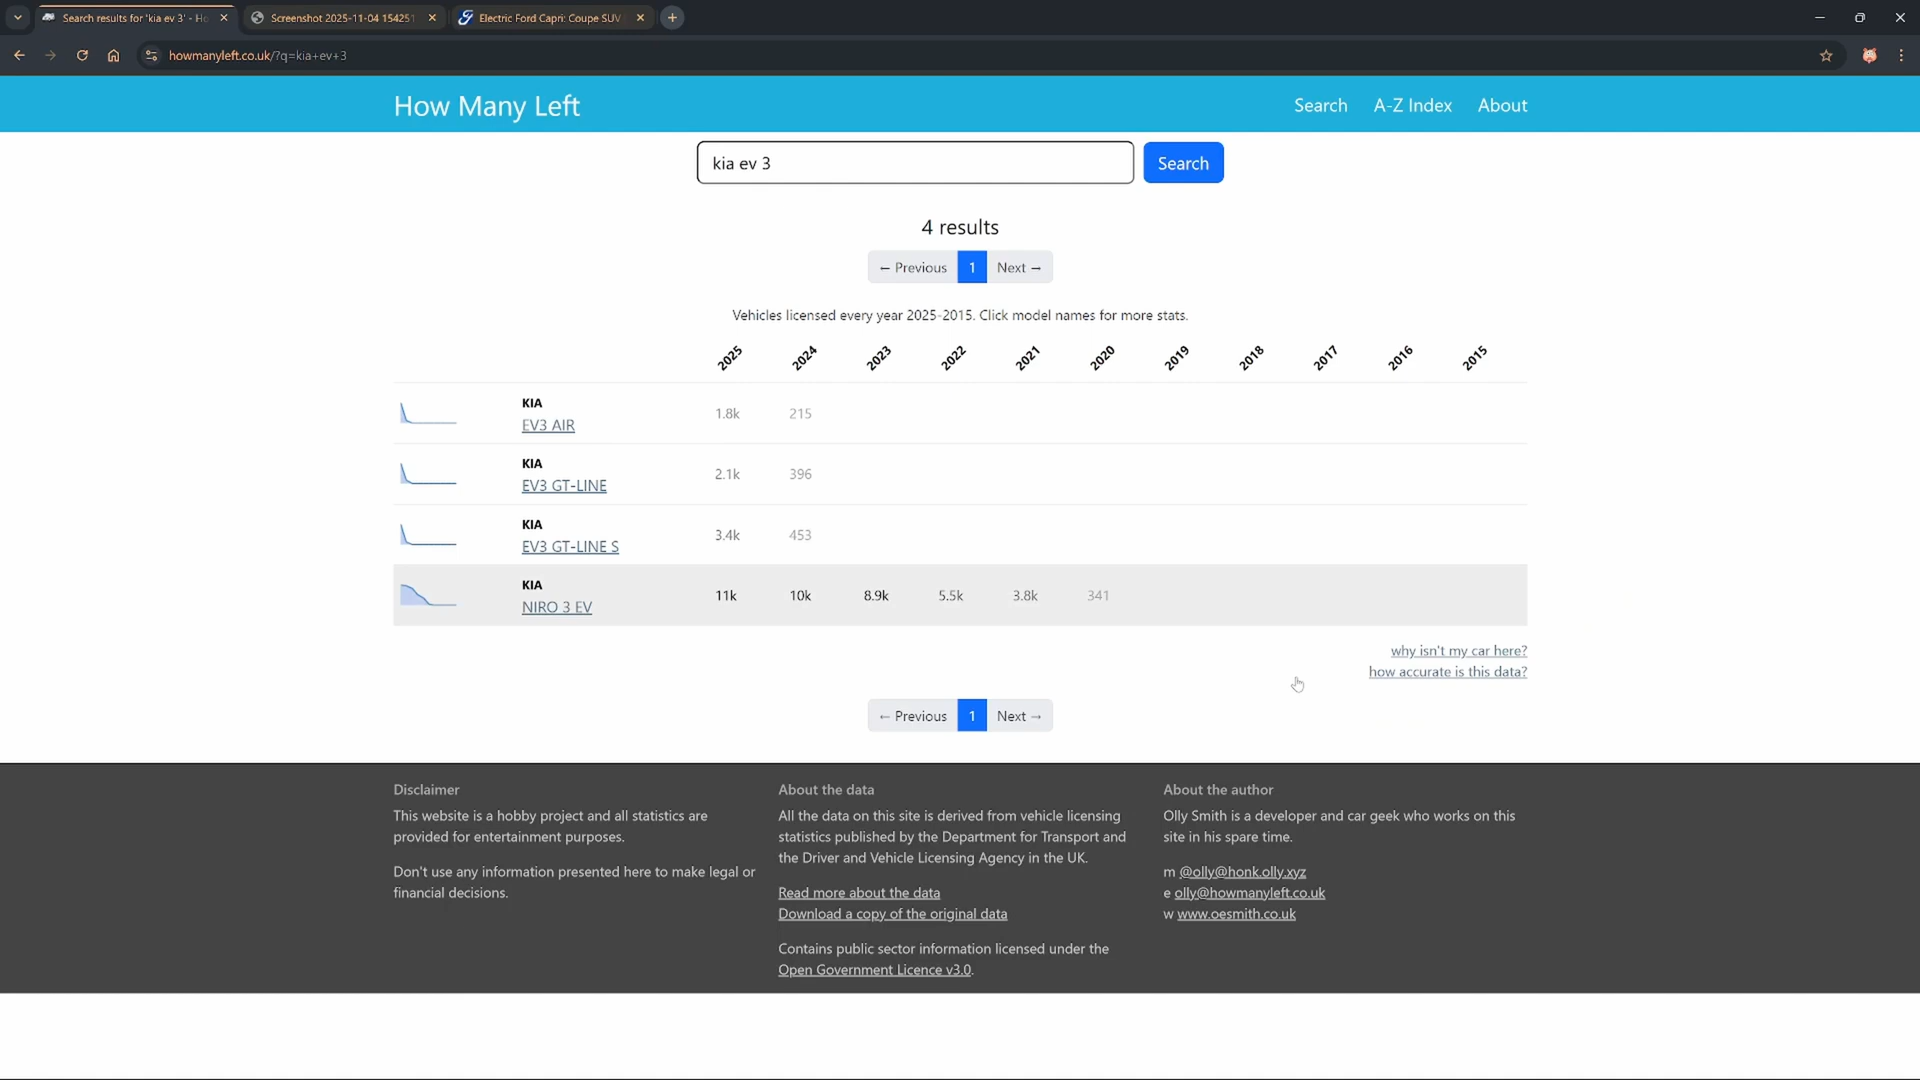 Search results for 'kia ev 3' - Ho
Screenshot 2025-11-04 154251
Electric Ford Capri: Coupe SUV
howmanyleft.co.uk/?q=kia+ev+3
How Many Left
Search A-Z Index About
kia ev 3 Search
4 results
← Previous 1 Next →
Vehicles licensed every year 2025-2015. Click model names for more stats.
2025 2024 2023 2022 2021 2020 2019 2018 2017 2016 2015
KIA
EV3 AIR 1.8k 215
KIA
EV3 GT-LINE 2.1k 396
KIA
EV3 GT-LINE S 3.4k 453
KIA
NIRO 3 EV 11k 10k 8.9k 5.5k 3.8k 341
why isn't my car here?
how accurate is this data?
← Previous 1 Next →
Disclaimer
This website is a hobby project and all statistics are
provided for entertainment purposes.
Don't use any information presented here to make legal or
financial decisions.
About the data
All the data on this site is derived from vehicle licensing
statistics published by the Department for Transport and
the Driver and Vehicle Licensing Agency in the UK.
Read more about the data
Download a copy of the original data
Contains public sector information licensed under the
Open Government Licence v3.0.
About the author
Olly Smith is a developer and car geek who works on this
site in his spare time.
m @olly@honk.olly.xyz
e olly@howmanyleft.co.uk
w www.oesmith.co.uk